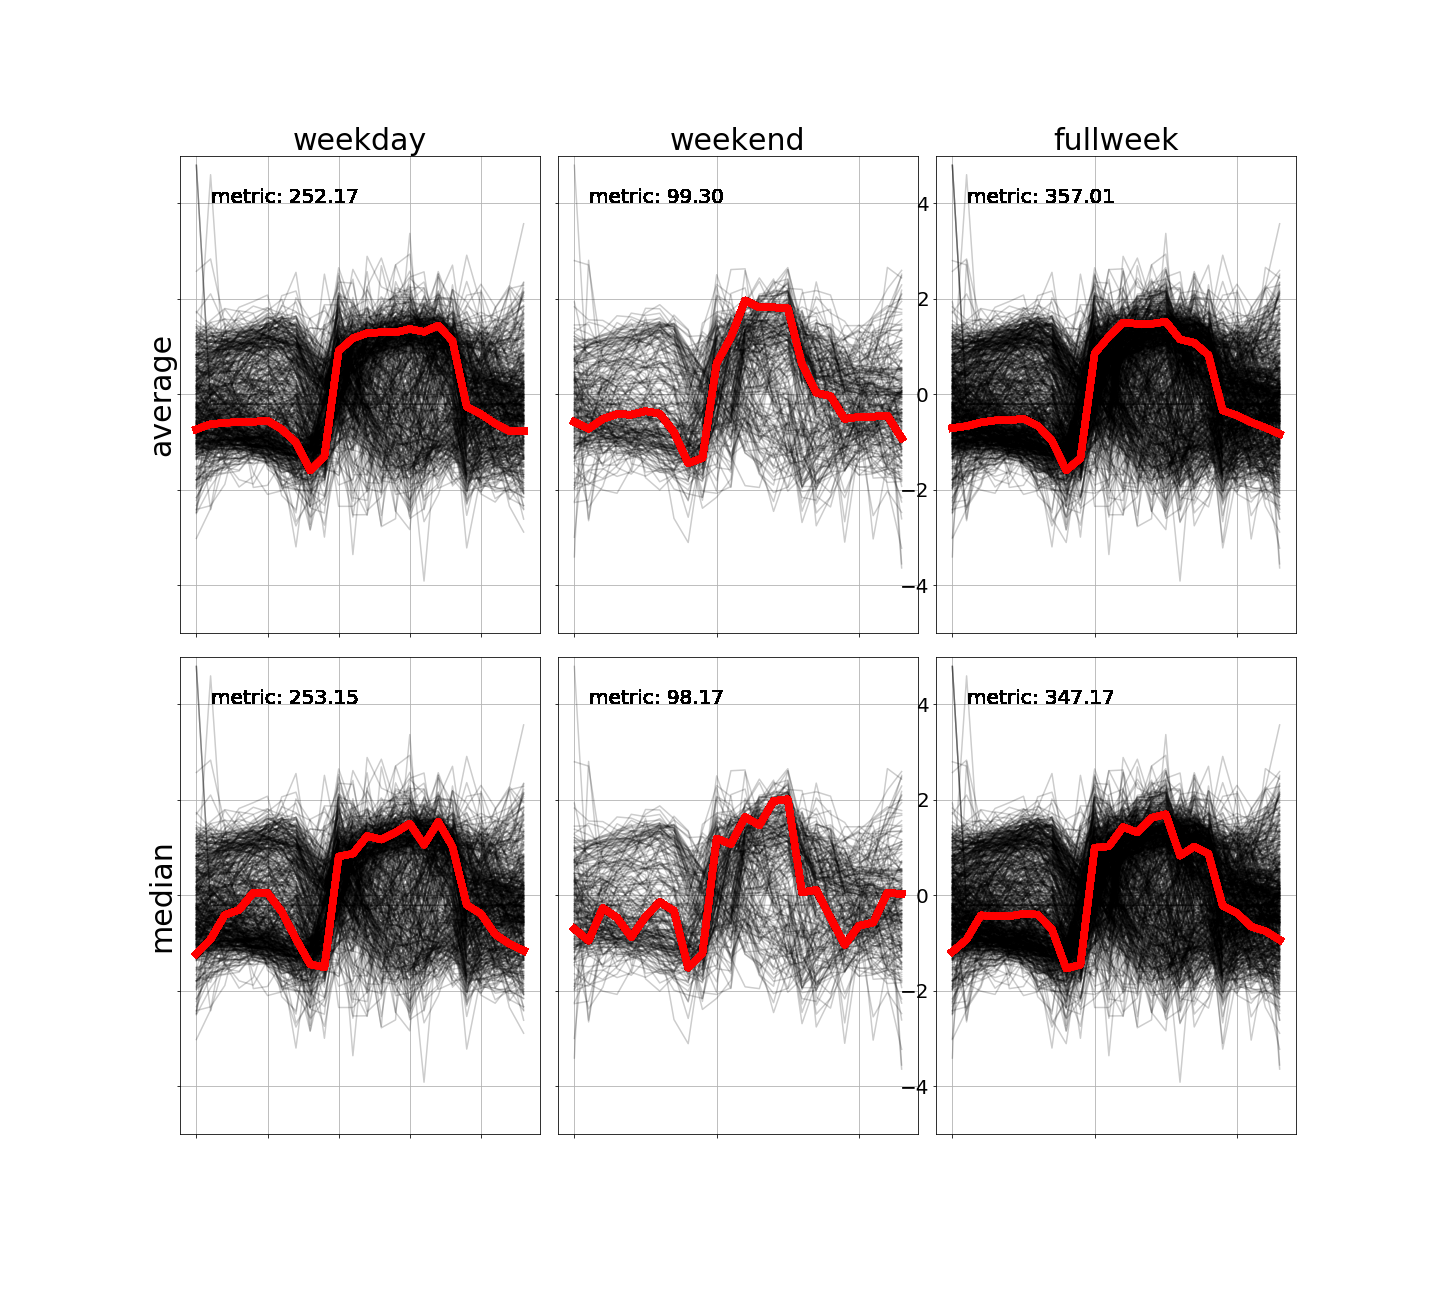 weekday weekend fullweek
average
metric: 252.17
metric: 99.30
metric: 357.01
4
2
0
−2
−4
median
metric: 253.15
metric: 98.17
metric: 347.17
4
2
0
−2
−4